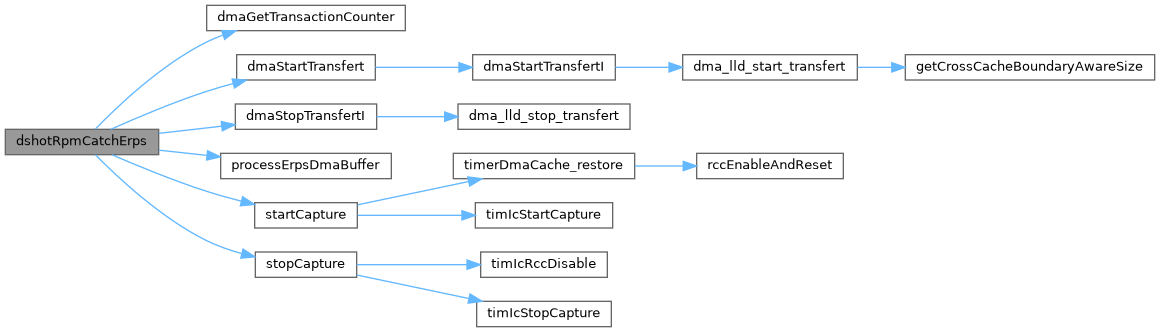 dmaGetTransactionCounter
dmaStartTransfert
dmaStartTransfertI
dma_lld_start_transfert
getCrossCacheBoundaryAwareSize
dmaStopTransfertI
dma_lld_stop_transfert
dshotRpmCatchErps
processErpsDmaBuffer
timerDmaCache_restore
rccEnableAndReset
startCapture
timIcStartCapture
stopCapture
timIcRccDisable
timIcStopCapture